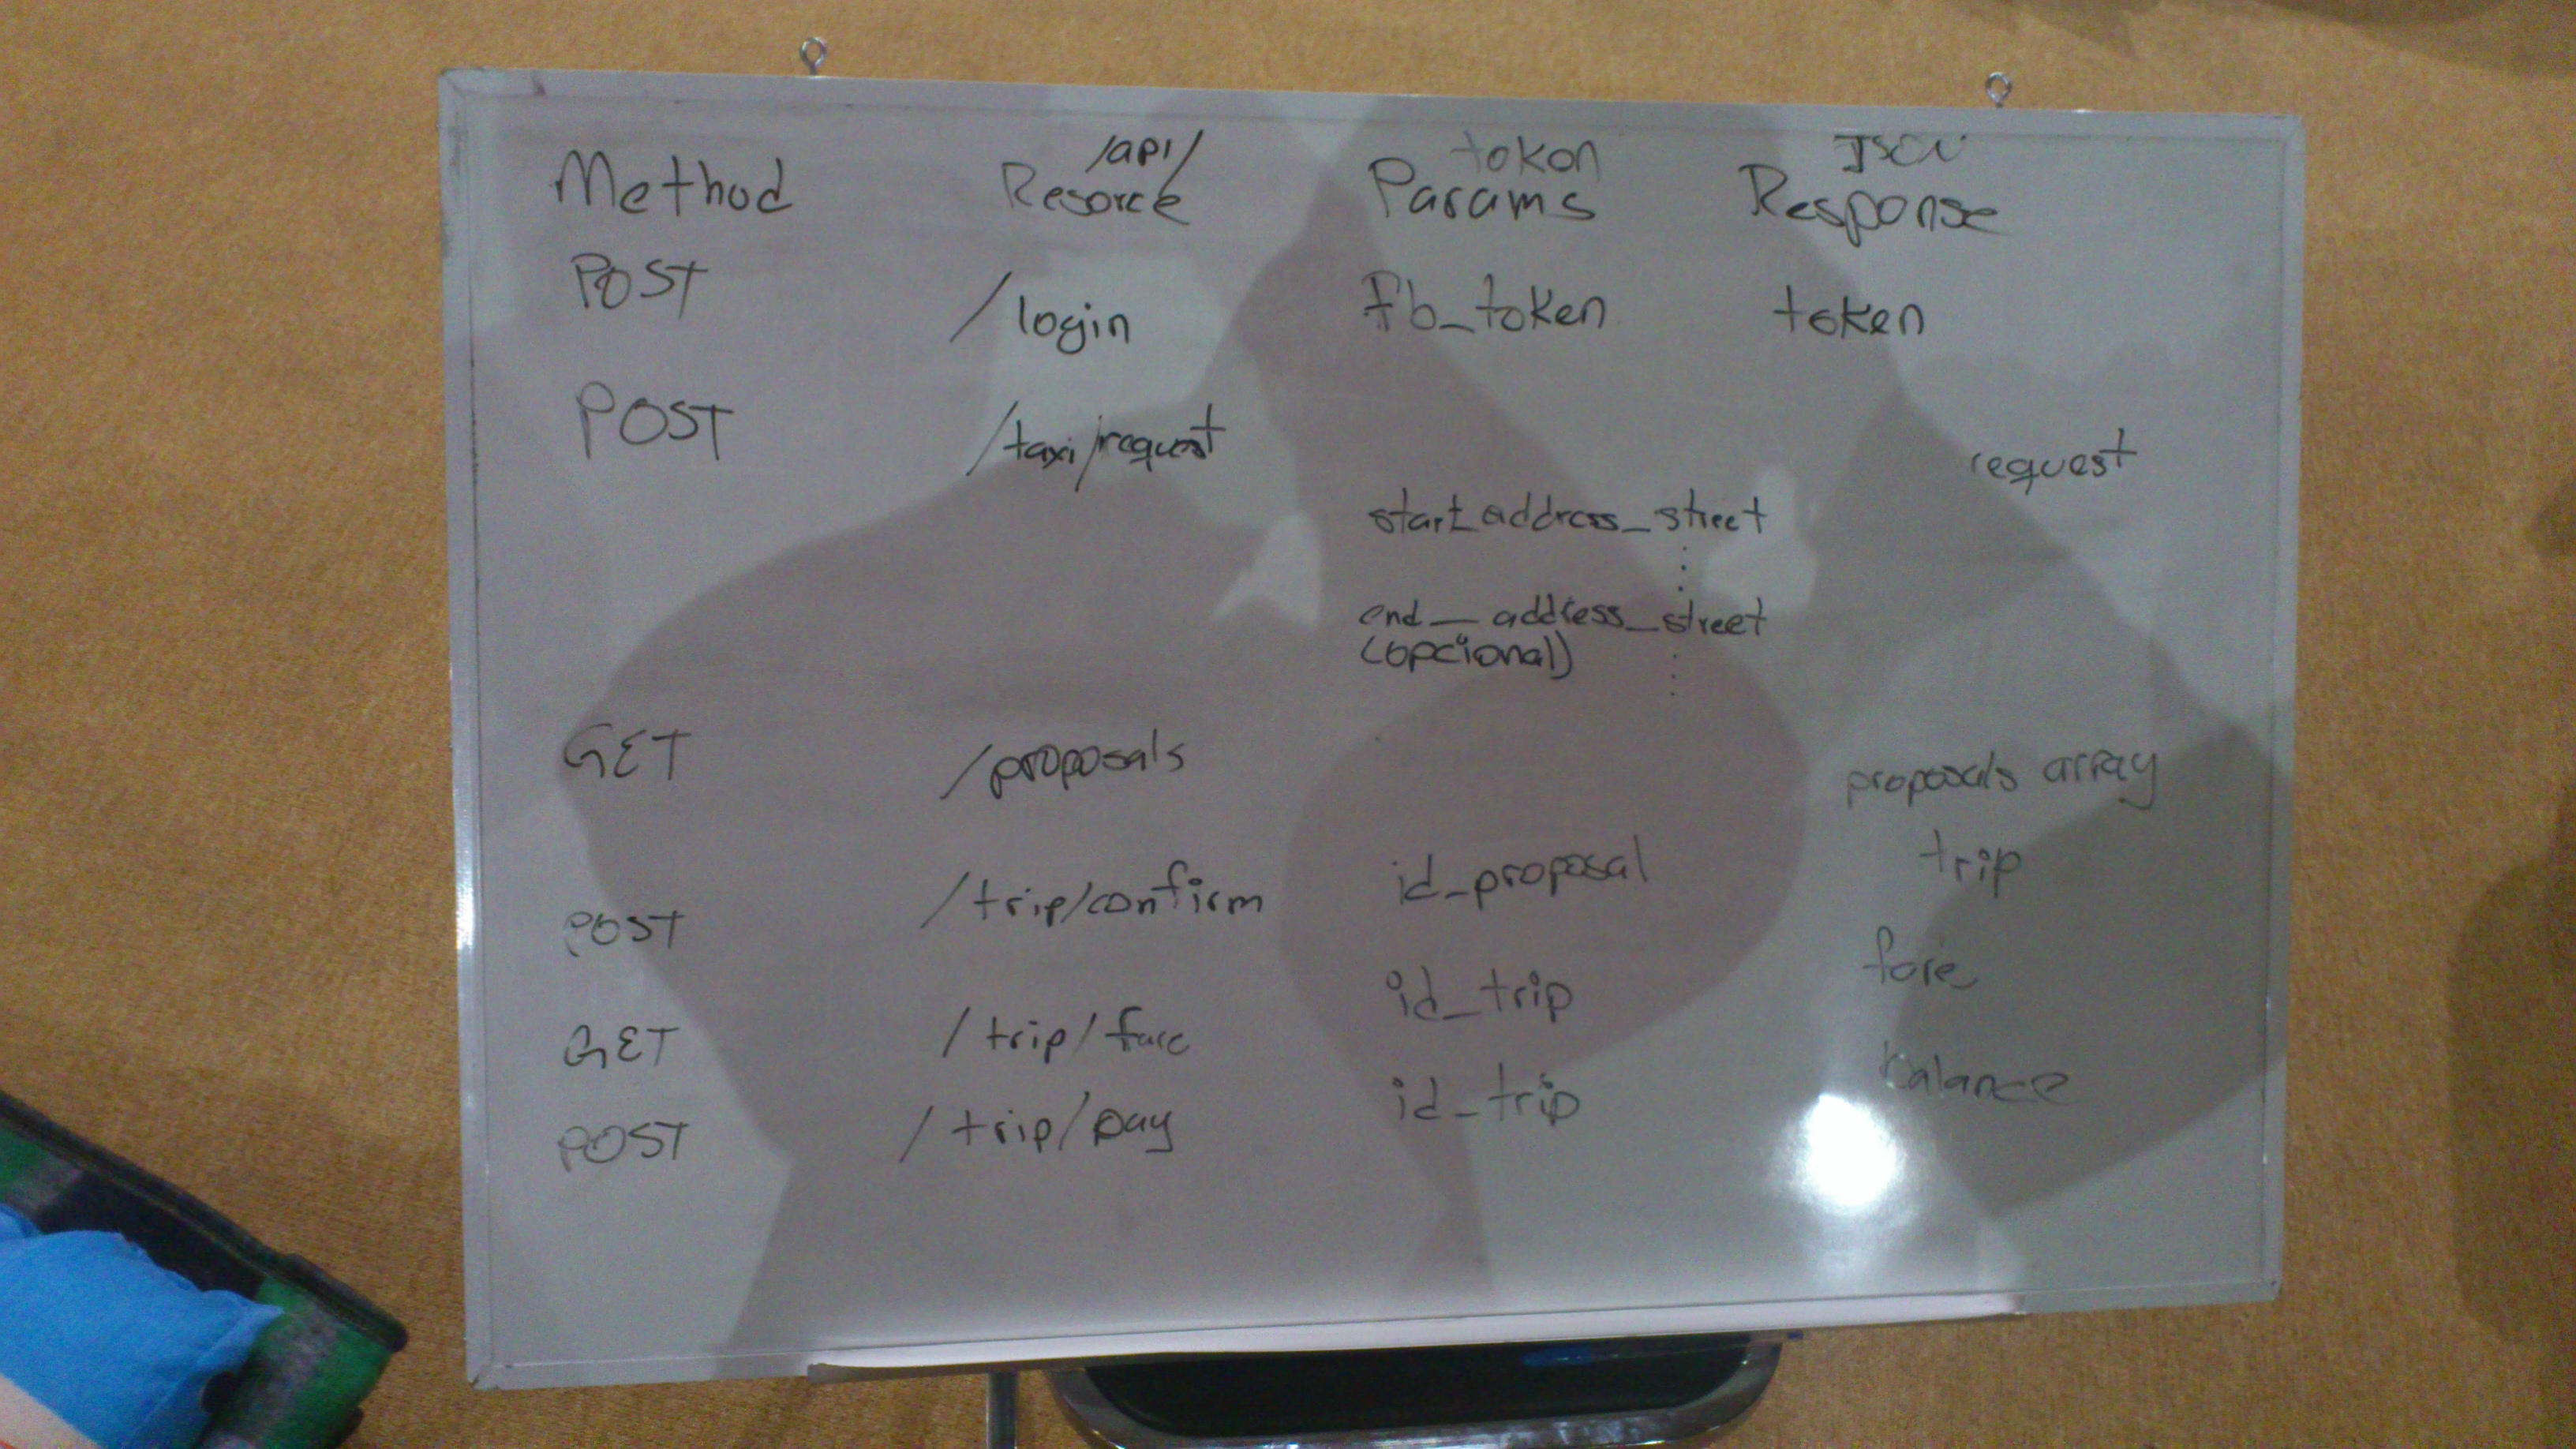 /api/ token JSON
Method Resorce Params Response
POST /login fb_token token
POST /taxi/request request
start_address_street
end_address_street
(opcional)
GET /proposals proposals array
POST /trip/confirm id_proposal trip
GET /trip/fare id_trip fare
POST /trip/pay id_trip balance